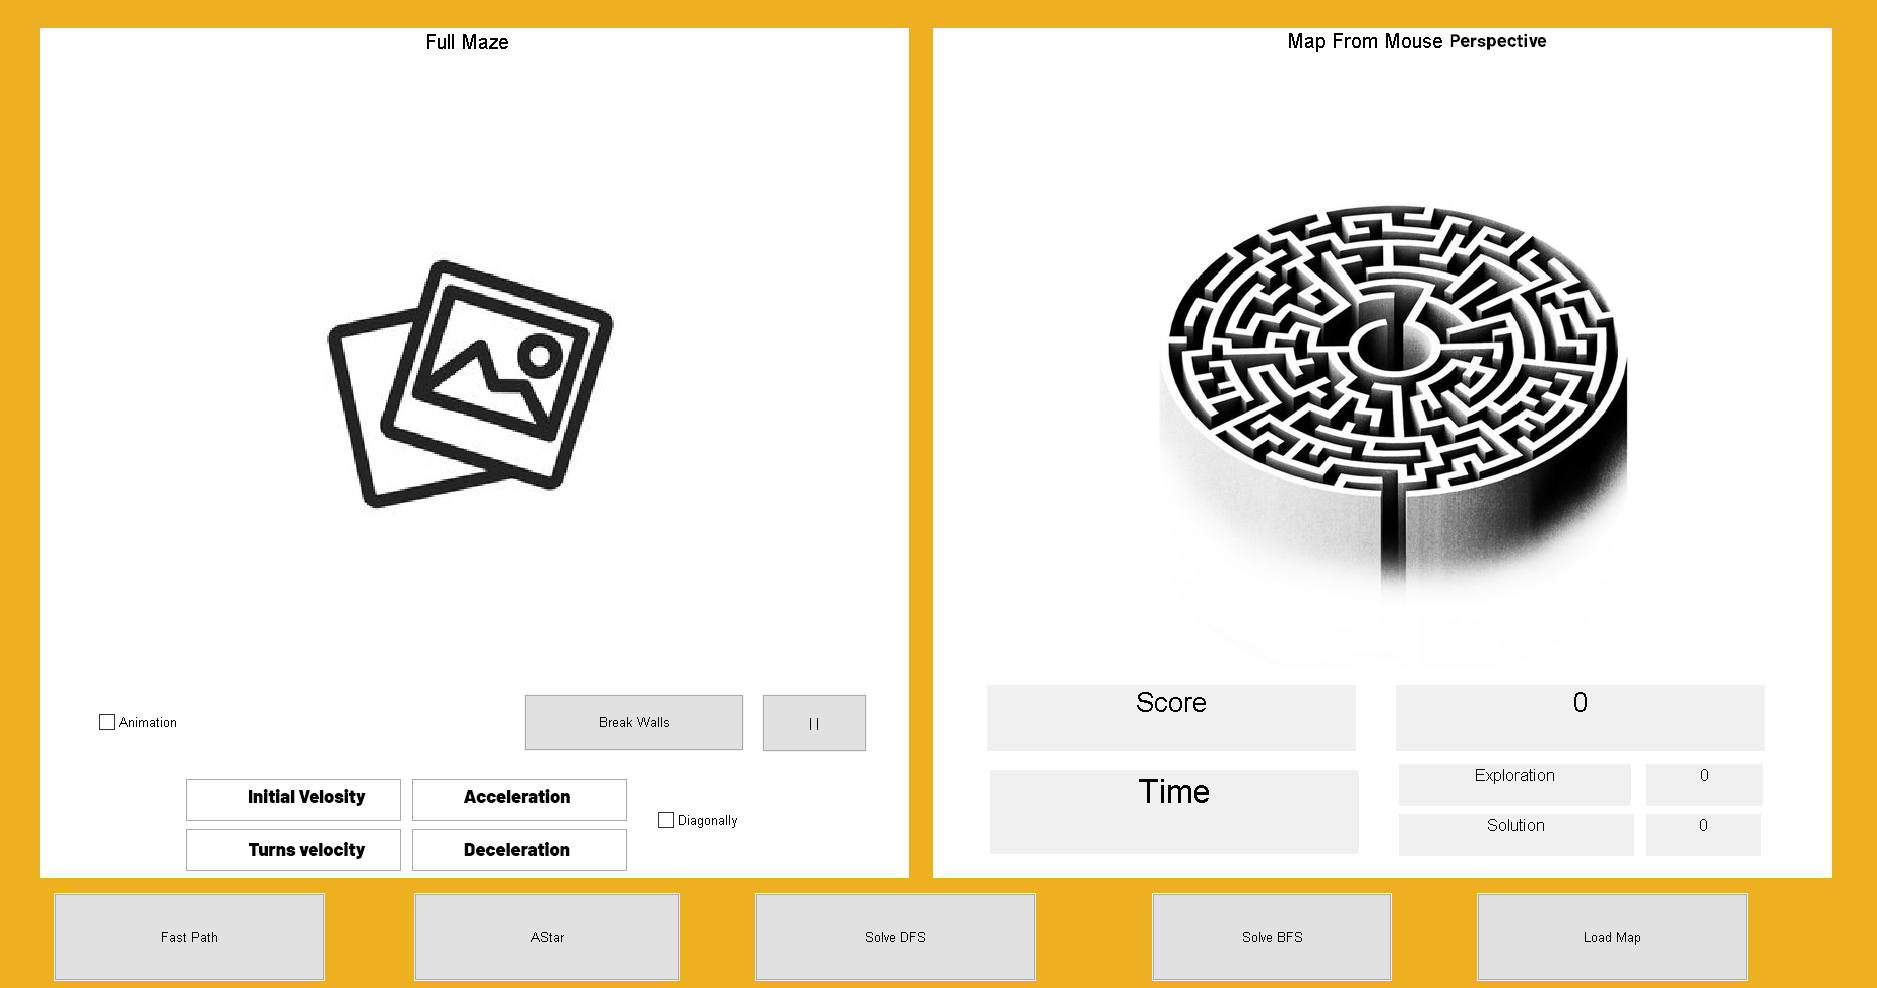 Full Maze
Map From Mouse Perspective
Animation
Break Walls
||
Initial Velosity
Acceleration
Turns velocity
Deceleration
Diagonally
Score
0
Time
Exploration
0
Solution
0
Fast Path
AStar
Solve DFS
Solve BFS
Load Map